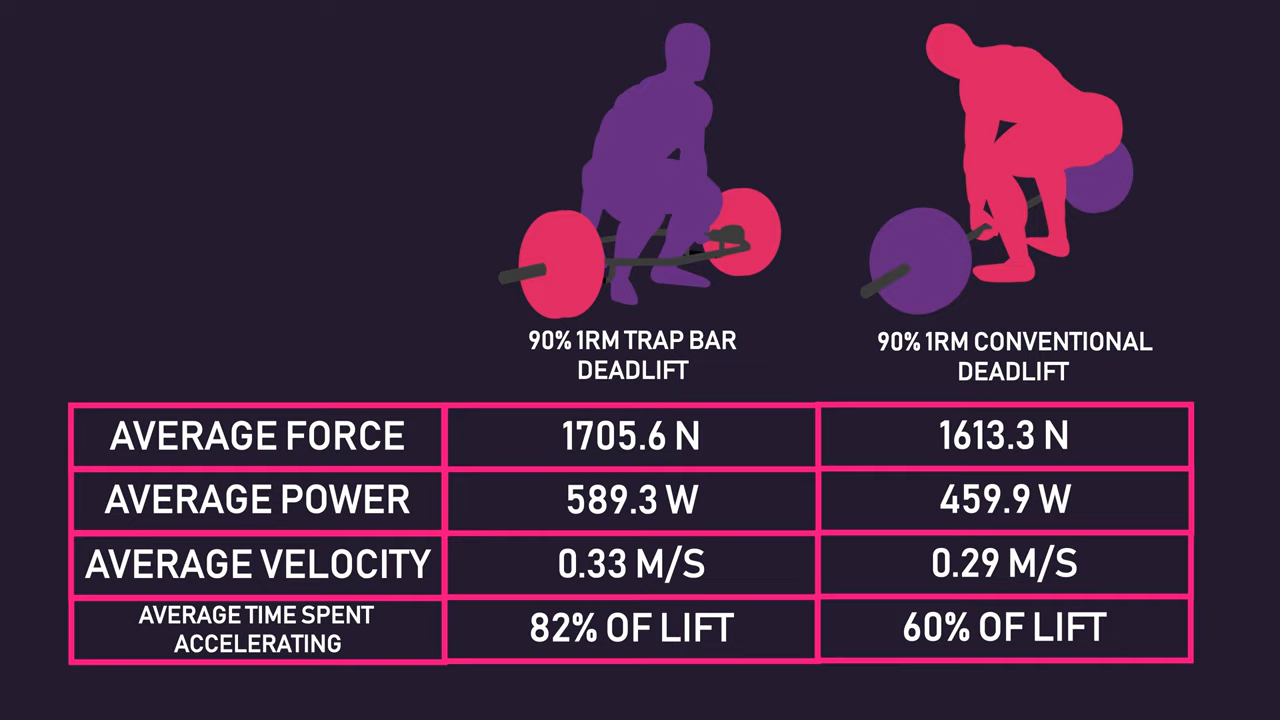 90% 1RM TRAP BAR
DEADLIFT
90% 1RM CONVENTIONAL
DEADLIFT
AVERAGE FORCE 1705.6 N 1613.3 N
AVERAGE POWER 589.3 W 459.9 W
AVERAGE VELOCITY 0.33 M/S 0.29 M/S
AVERAGE TIME SPENT
ACCELERATING
82% OF LIFT 60% OF LIFT